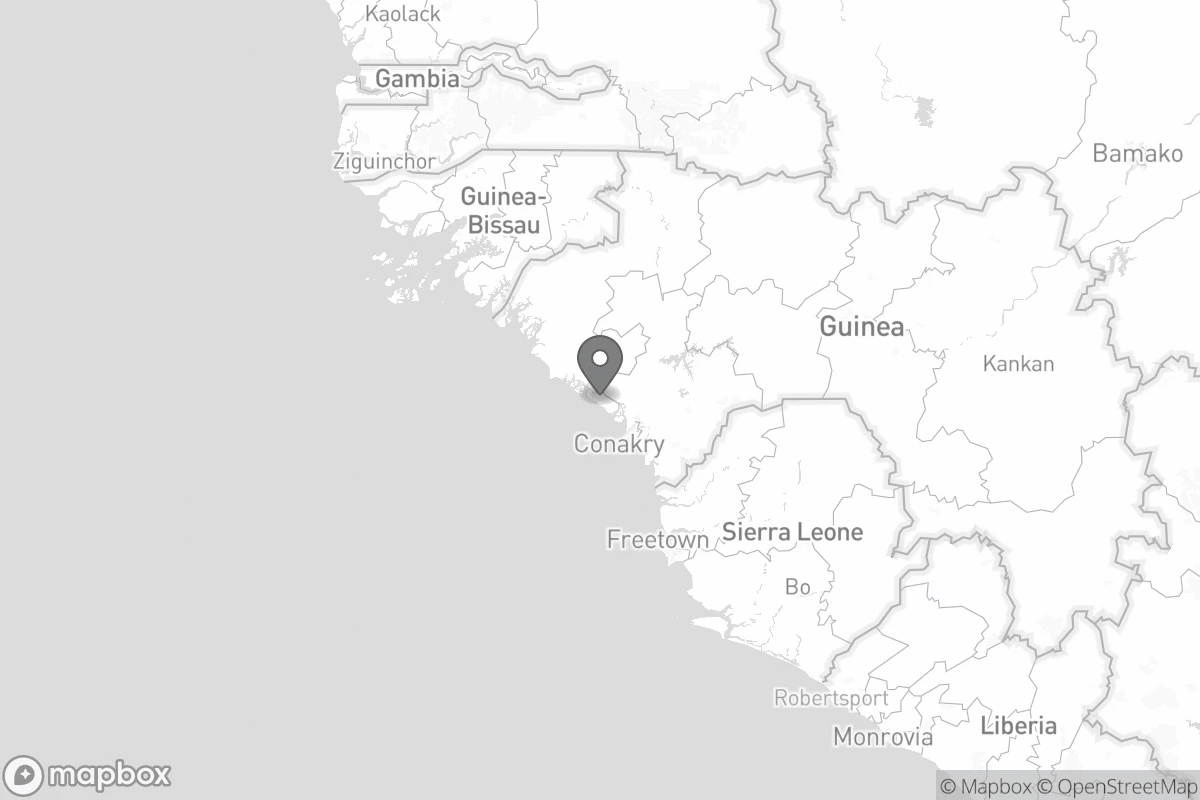 Kaolack
Gambia
Bamako
Ziguinchor
Guinea-
Bissau
Guinea
Kankan
Conakry
Freetown
Sierra Leone
Bo
Robertsport
Liberia
Monrovia
mapbox
© Mapbox © OpenStreetMap